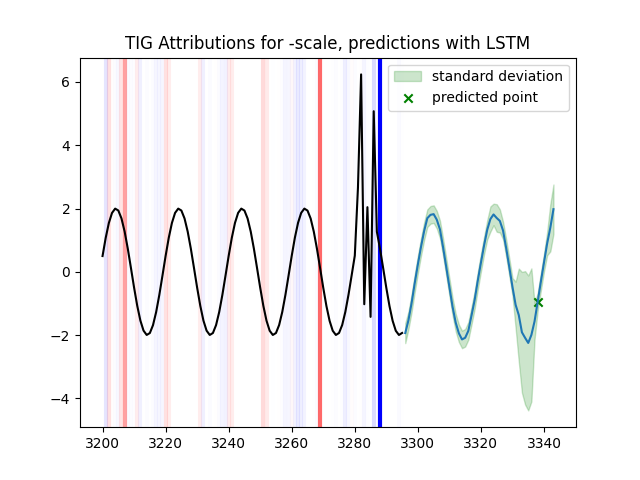 TIG Attributions for -scale, predictions with LSTM
standard deviation
predicted point
6
4
2
0
−2
−4
3200 3220 3240 3260 3280 3300 3320 3340